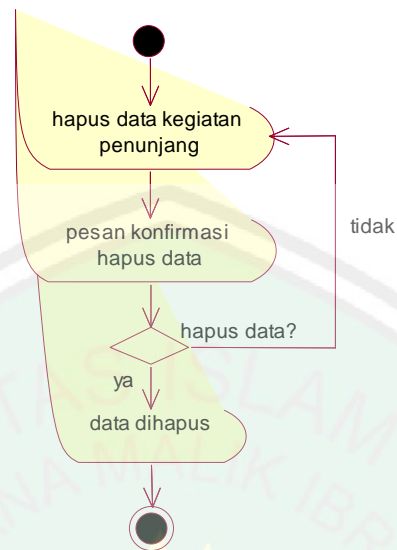 hapus data kegiatan
penunjang
tidak
pesan konfirmasi
hapus data
hapus data?
ya
data dihapus